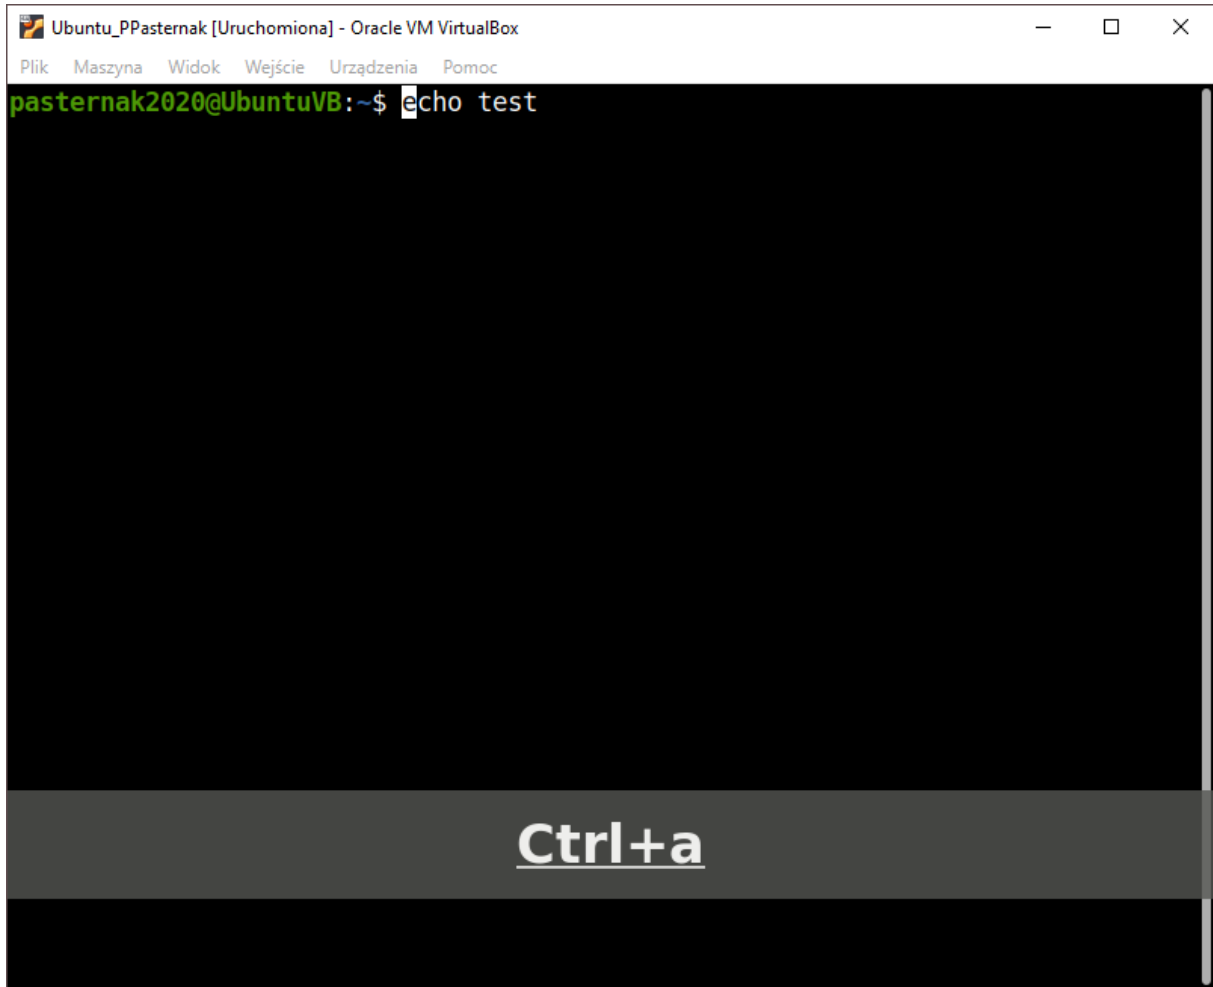 Ubuntu_PPasternak [Uruchomiona] - Oracle VM VirtualBox
Plik Maszyna Widok Wejście Urządzenia Pomoc
pasternak2020@UbuntuVB:~$ echo test
Ctrl+a